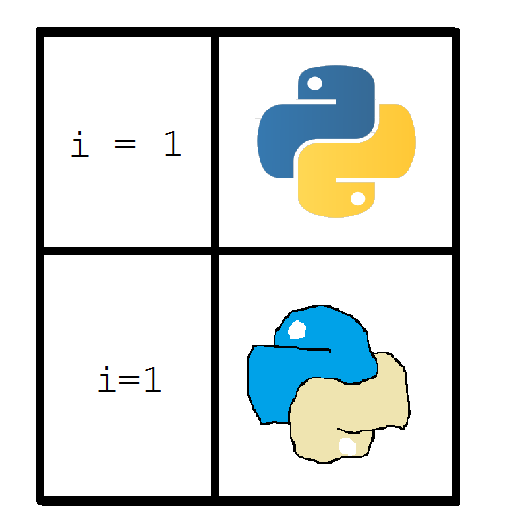 i = 1
i=1